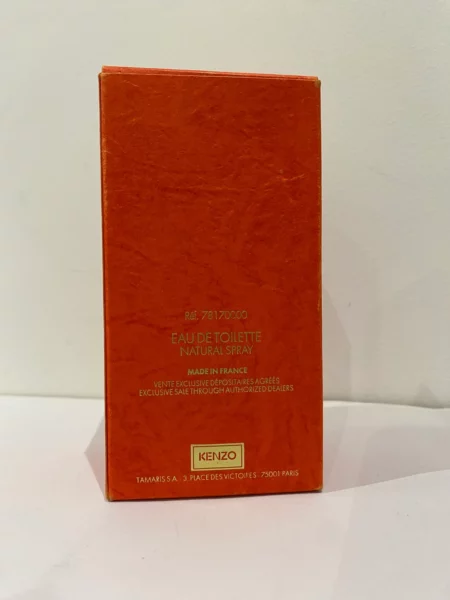 Réf. 78170000
EAU DE TOILETTE
NATURAL SPRAY
MADE IN FRANCE
VENTE EXCLUSIVE DÉPOSITAIRES AGRÉÉS
EXCLUSIVE SALE THROUGH AUTHORIZED DEALERS
KENZO
TAMARIS S.A. 3, PLACE DES VICTOIRES 75001 PARIS